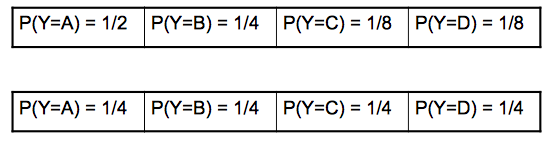 P(Y=A) = 1/2 P(Y=B) = 1/4 P(Y=C) = 1/8 P(Y=D) = 1/8
P(Y=A) = 1/4 P(Y=B) = 1/4 P(Y=C) = 1/4 P(Y=D) = 1/4